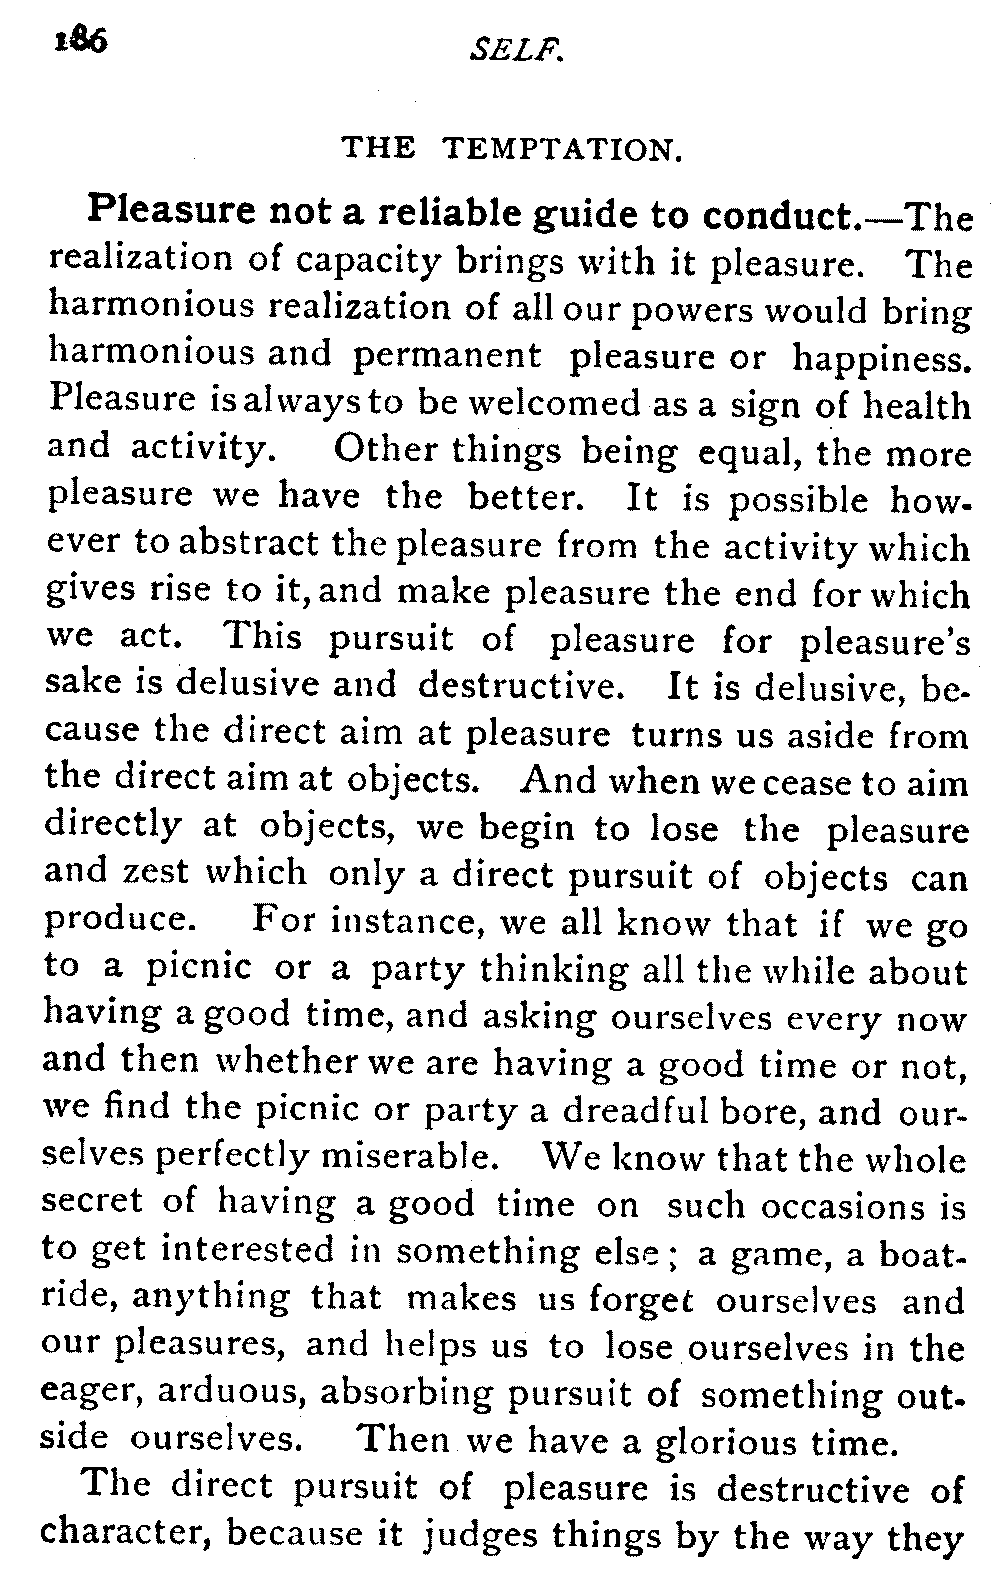 186
SELF.
THE TEMPTATION.
Pleasure not a reliable guide to conduct.—The
realization of capacity brings with it pleasure. The
harmonious realization of all our powers would bring
harmonious and permanent pleasure or happiness.
Pleasure is always to be welcomed as a sign of health
and activity. Other things being equal, the more
pleasure we have the better. It is possible how-
ever to abstract the pleasure from the activity which
gives rise to it, and make pleasure the end for which
we act. This pursuit of pleasure for pleasure's
sake is delusive and destructive. It is delusive, be-
cause the direct aim at pleasure turns us aside from
the direct aim at objects. And when we cease to aim
directly at objects, we begin to lose the pleasure
and zest which only a direct pursuit of objects can
produce. For instance, we all know that if we go
to a picnic or a party thinking all the while about
having a good time, and asking ourselves every now
and then whether we are having a good time or not,
we find the picnic or party a dreadful bore, and our-
selves perfectly miserable. We know that the whole
secret of having a good time on such occasions is
to get interested in something else; a game, a boat-
ride, anything that makes us forget ourselves and
our pleasures, and helps us to lose ourselves in the
eager, arduous, absorbing pursuit of something out-
side ourselves. Then we have a glorious time.
The direct pursuit of pleasure is destructive of
character, because it judges things by the way they